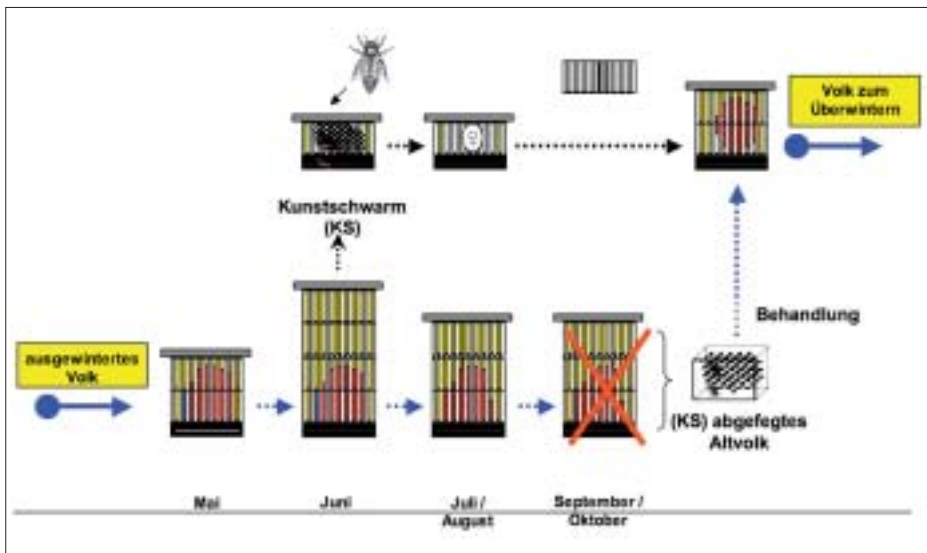 Volk zum
Überwintern
Kunstschwarm
(KS)
Behandlung
ausgewintertes
Volk
(KS) abgefegtes
Altvolk
Mai
Juni
Juli /
August
September /
Oktober